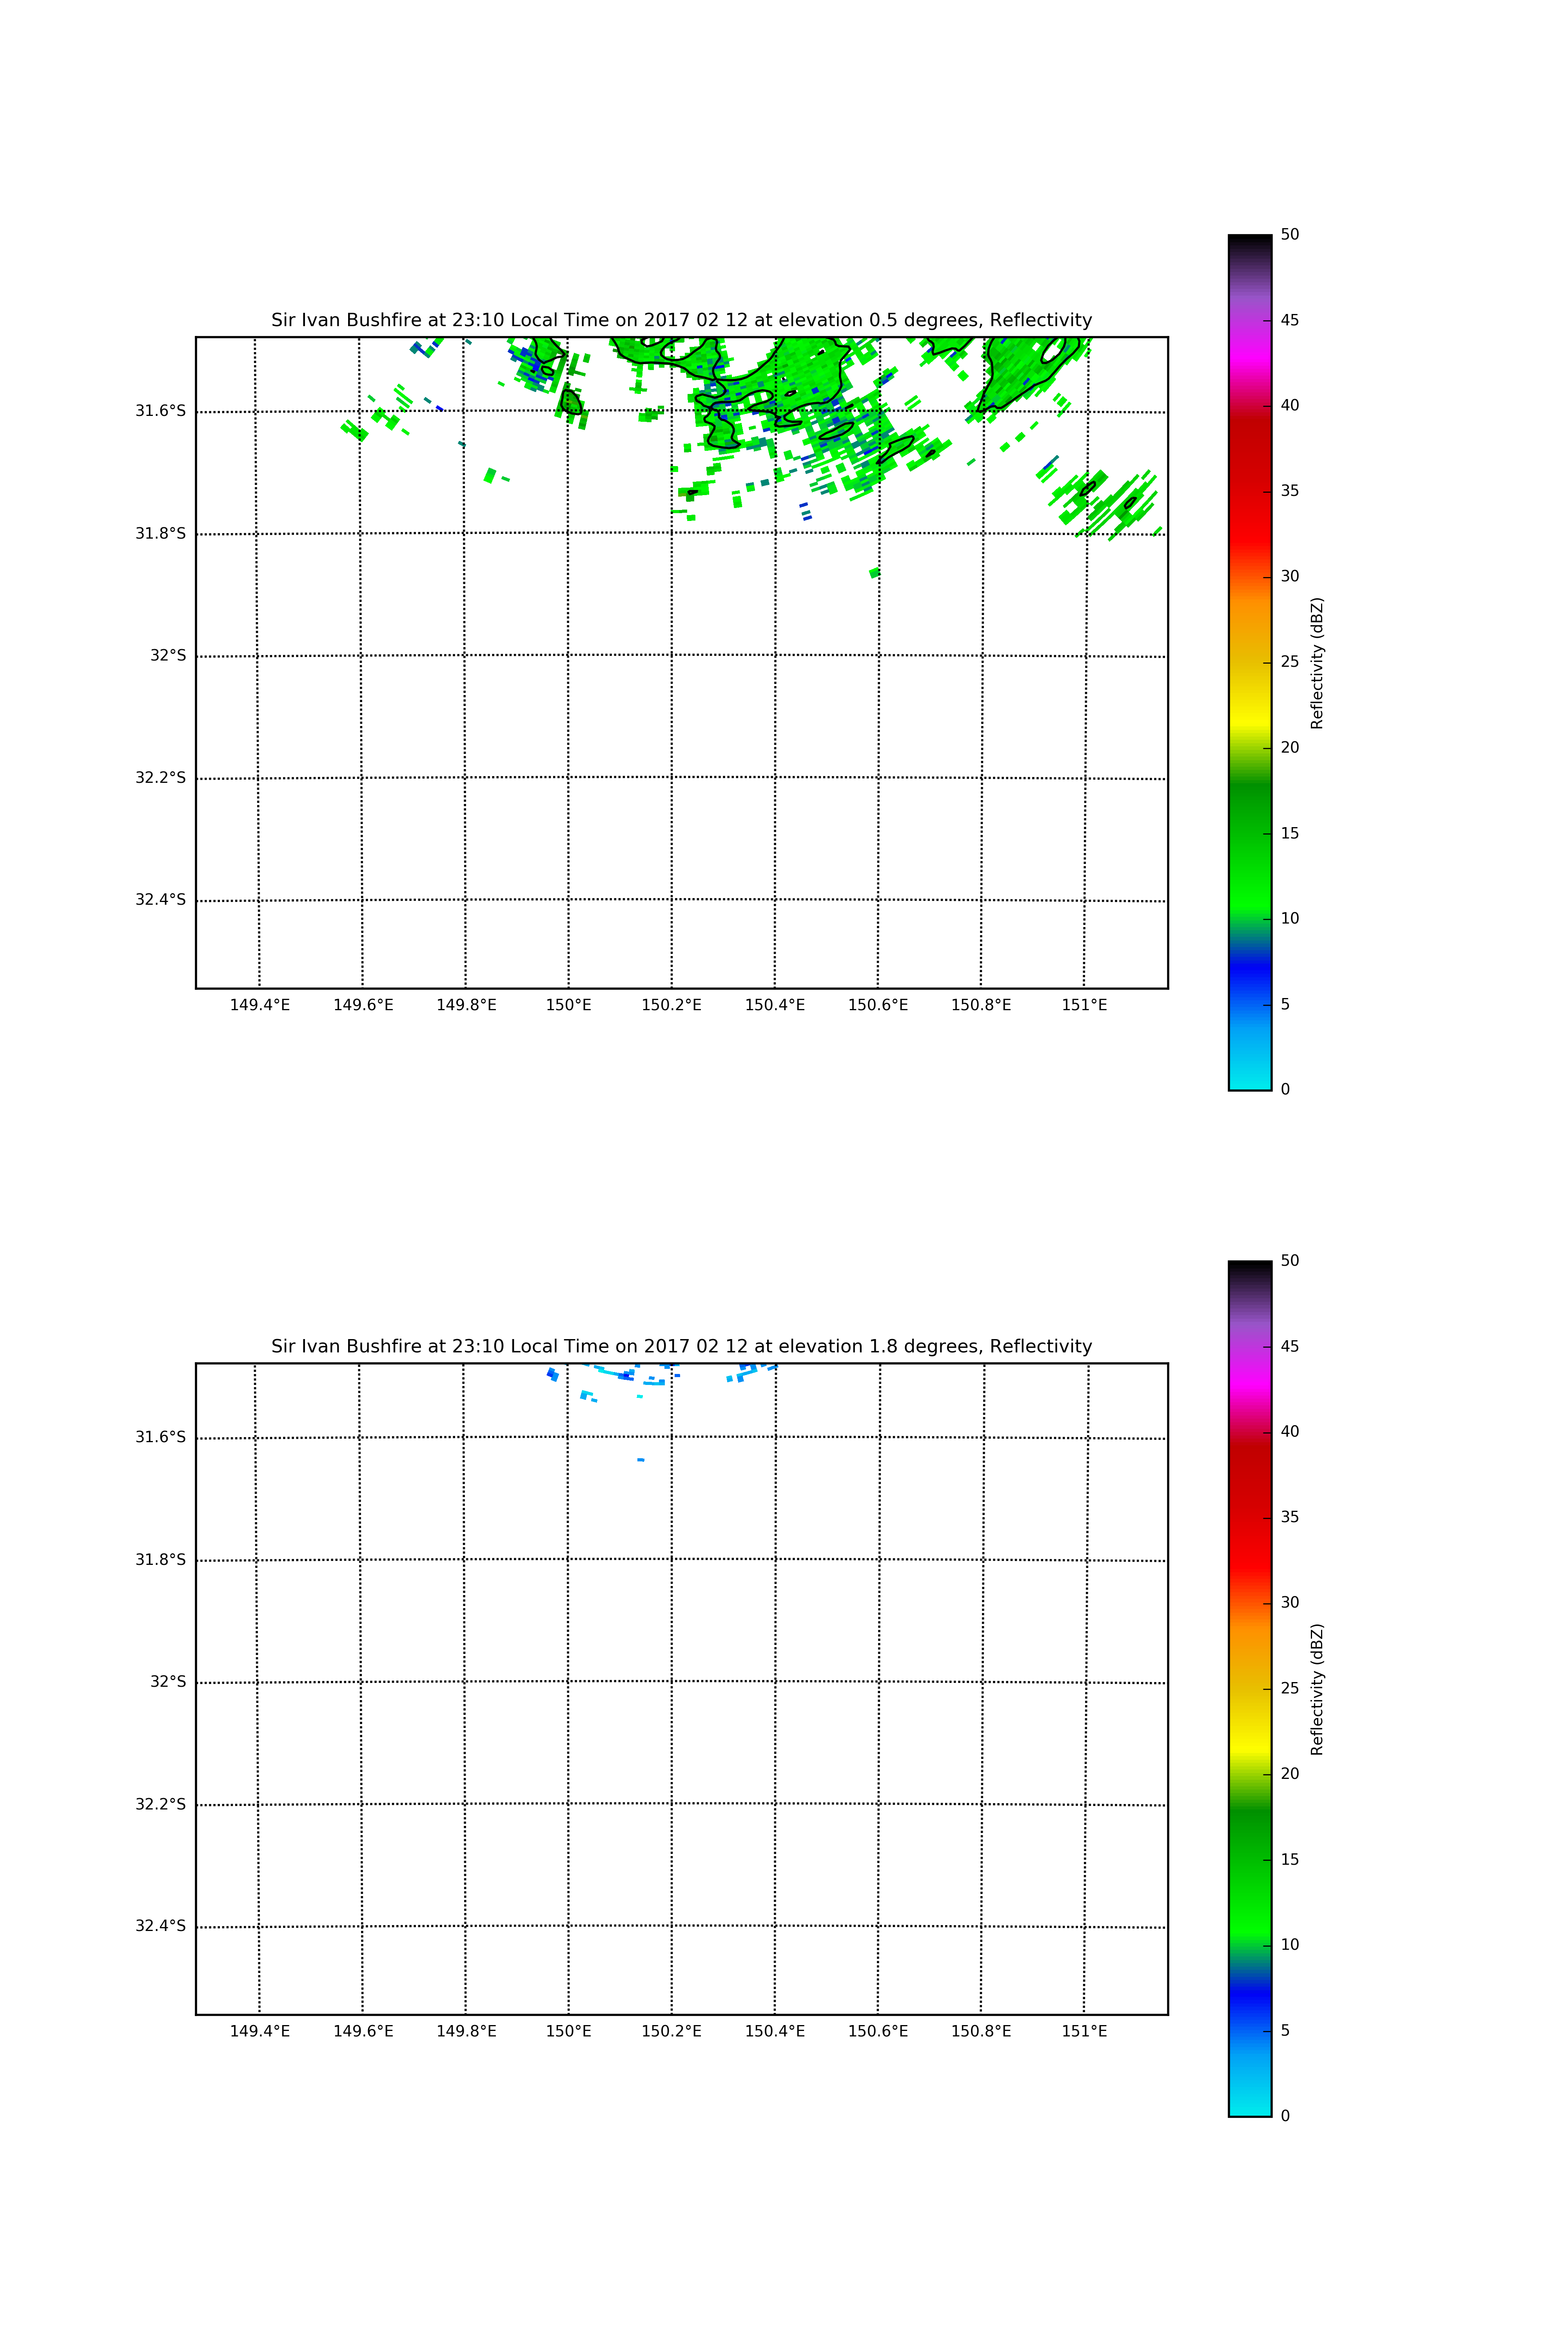 Sir Ivan Bushfire at 23:10 Local Time on 2017 02 12 at elevation 0.5 degrees, Reflectivity
31.6°S
31.8°S
32°S
32.2°S
32.4°S
149.4°E 149.6°E 149.8°E 150°E 150.2°E 150.4°E 150.6°E 150.8°E 151°E
50
45
40
35
30
25
20
15
10
5
0
Reflectivity (dBZ)
Sir Ivan Bushfire at 23:10 Local Time on 2017 02 12 at elevation 1.8 degrees, Reflectivity
31.6°S
31.8°S
32°S
32.2°S
32.4°S
149.4°E 149.6°E 149.8°E 150°E 150.2°E 150.4°E 150.6°E 150.8°E 151°E
50
45
40
35
30
25
20
15
10
5
0
Reflectivity (dBZ)